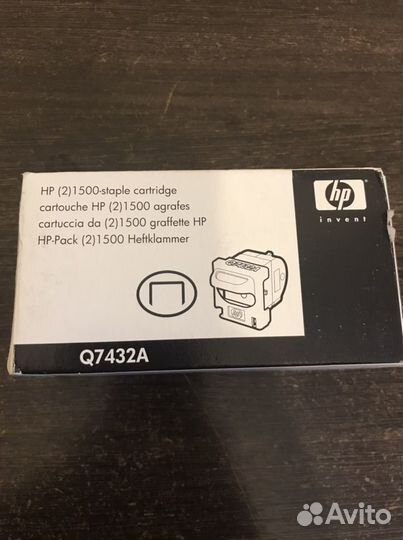 HP (2)1500-staple cartridge
cartouche HP (2)1500 agrafes
cartuccia da (2)1500 graffette HP
HP-Pack (2)1500 Heftklammer
hp
invent
hp
Q7432A
Avito